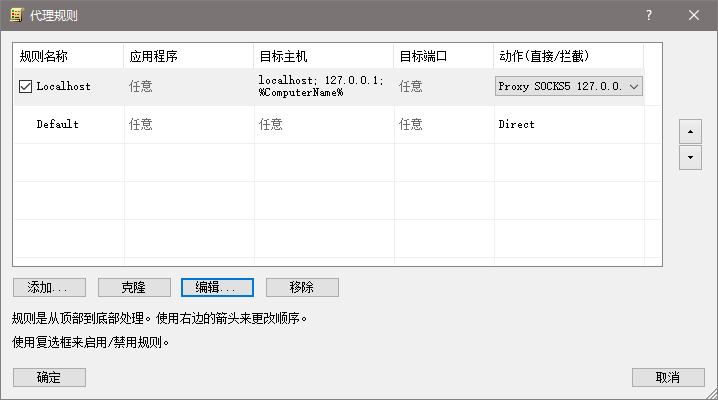 代理规则
规则名称 应用程序 目标主机 目标端口 动作(直接/拦截)
Localhost 任意 localhost; 127.0.0.1; %ComputerName% 任意 Proxy SOCKS5 127.0.0.
Default 任意 任意 任意 Direct
添加... 克隆 编辑... 移除
规则是从顶部到底部处理。使用右边的箭头来更改顺序。
使用复选框来启用/禁用规则。
确定 取消